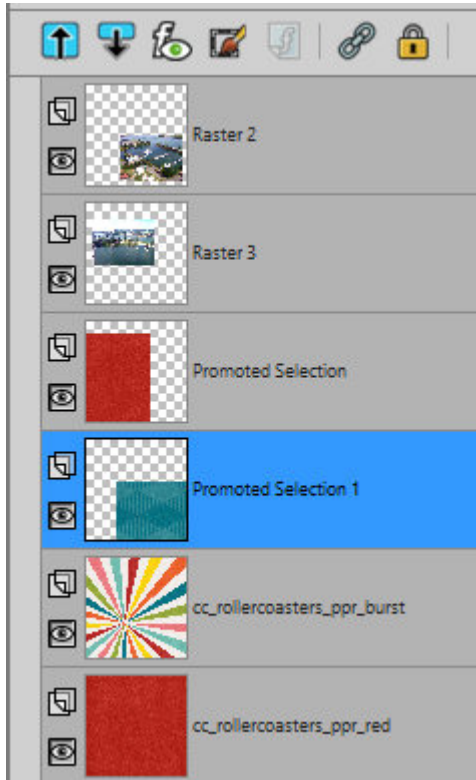 Raster 2
Raster 3
Promoted Selection
Promoted Selection 1
cc_rollercoasters_ppr_burst
cc_rollercoasters_ppr_red